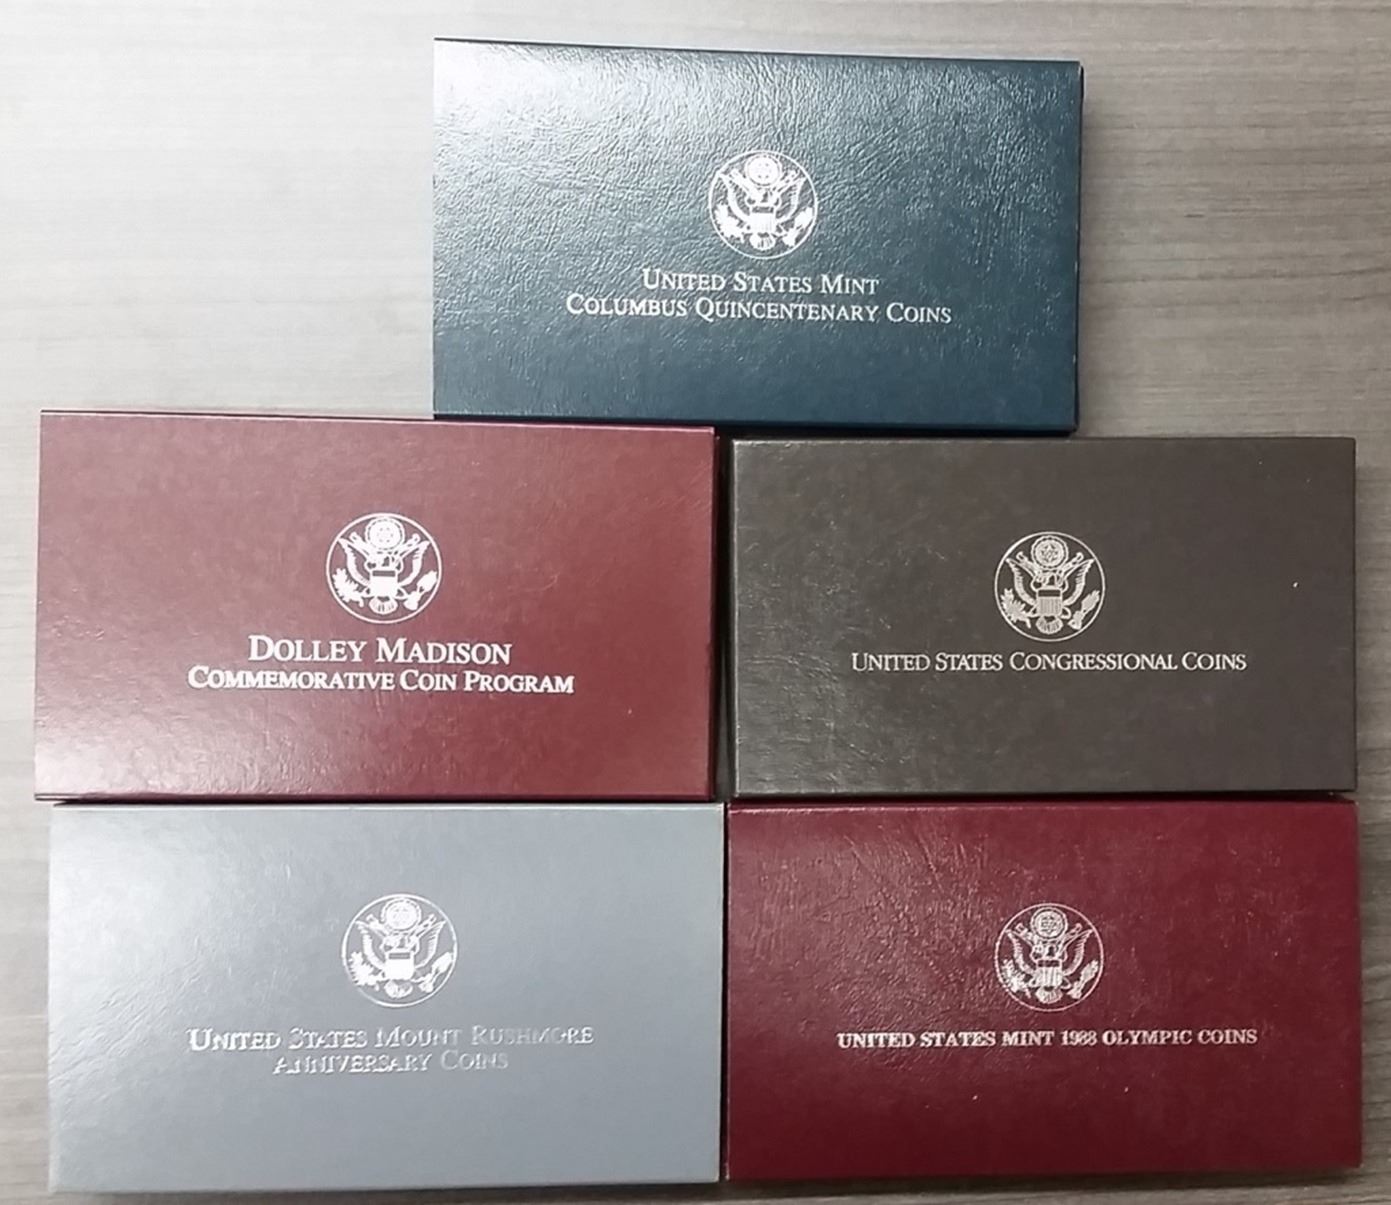 UNITED STATES MINT
COLUMBUS QUINCENTENARY COINS
DOLLEY MADISON
COMMEMORATIVE COIN PROGRAM
UNITED STATES CONGRESSIONAL COINS
UNITED STATES MOUNT RUSHMORE
ANNIVERSARY COINS
UNITED STATES MINT 1988 OLYMPIC COINS